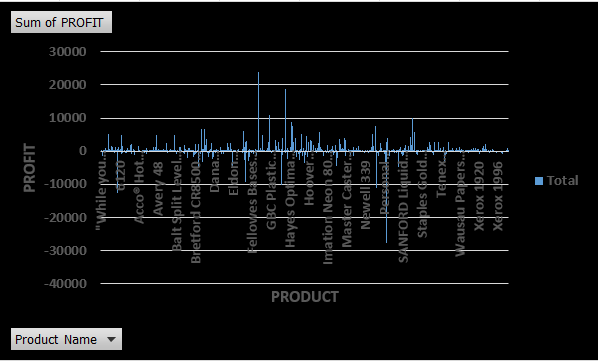 Sum of PROFIT
30000
20000
10000
0
-10000
-20000
-30000
-40000
PROFIT
"While you…
6120
Acco® Hot…
Avery 48
Balt Split Level…
Bretford CR8500…
Dana…
Eldon…
Fellowes Bases…
GBC Plastic…
Hayes Optima…
Hoover…
Imation Neon 80…
Master Caster…
Newell 339
Personal…
SANFORD Liquid…
Staples Gold…
Tenex…
Wausau Papers…
Xerox 1920
Xerox 1996
PRODUCT
Total
Product Name